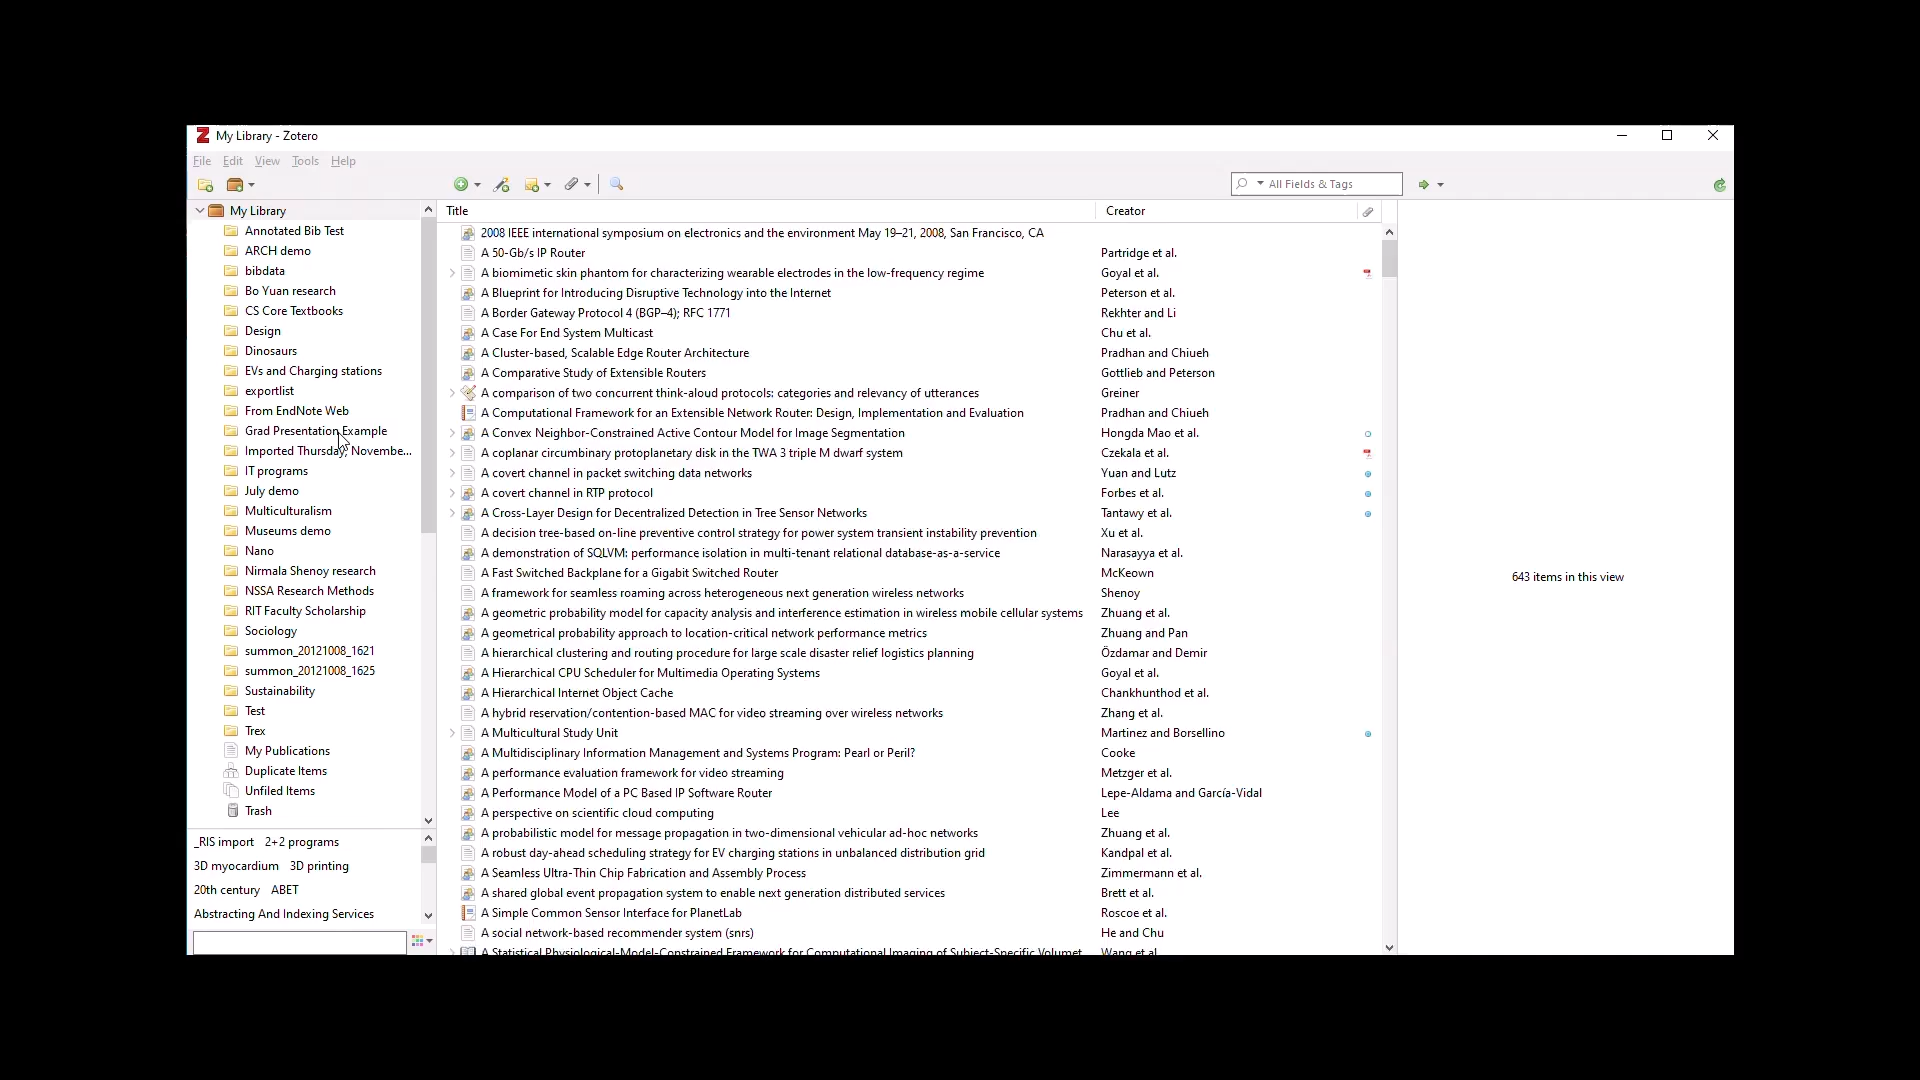 My Library - Zotero
File Edit View Tools Help
All Fields & Tags
My Library
Annotated Bib Test
ARCH demo
bibdata
Bo Yuan research
CS Core Textbooks
Design
Dinosaurs
EVs and Charging stations
exportlist
From EndNote Web
Grad Presentation Example
Imported Thursday, Novembe...
IT programs
July demo
Multiculturalism
Museums demo
Nano
Nirmala Shenoy research
NSSA Research Methods
RIT Faculty Scholarship
Sociology
summon_20121008_1621
summon_20121008_1625
Sustainability
Test
Trex
My Publications
Duplicate Items
Unfiled Items
Trash
_RIS import 2+2 programs
3D myocardium 3D printing
20th century ABET
Abstracting And Indexing Services
Title Creator
2008 IEEE international symposium on electronics and the environment May 19–21, 2008, San Francisco, CA
A 50-Gb/s IP Router Partridge et al.
A biomimetic skin phantom for characterizing wearable electrodes in the low-frequency regime Goyal et al.
A Blueprint for Introducing Disruptive Technology into the Internet Peterson et al.
A Border Gateway Protocol 4 (BGP–4); RFC 1771 Rekhter and Li
A Case For End System Multicast Chu et al.
A Cluster-based, Scalable Edge Router Architecture Pradhan and Chiueh
A Comparative Study of Extensible Routers Gottlieb and Peterson
A comparison of two concurrent think-aloud protocols: categories and relevancy of utterances Greiner
A Computational Framework for an Extensible Network Router: Design, Implementation and Evaluation Pradhan and Chiueh
A Convex Neighbor-Constrained Active Contour Model for Image Segmentation Hongda Mao et al.
A coplanar circumbinary protoplanetary disk in the TWA 3 triple M dwarf system Czekala et al.
A covert channel in packet switching data networks Yuan and Lutz
A covert channel in RTP protocol Forbes et al.
A Cross-Layer Design for Decentralized Detection in Tree Sensor Networks Tantawy et al.
A decision tree-based on-line preventive control strategy for power system transient instability prevention Xu et al.
A demonstration of SQLVM: performance isolation in multi-tenant relational database-as-a-service Narasayya et al.
A Fast Switched Backplane for a Gigabit Switched Router McKeown
A framework for seamless roaming across heterogeneous next generation wireless networks Shenoy
A geometric probability model for capacity analysis and interference estimation in wireless mobile cellular systems Zhuang et al.
A geometrical probability approach to location-critical network performance metrics Zhuang and Pan
A hierarchical clustering and routing procedure for large scale disaster relief logistics planning Özdamar and Demir
A Hierarchical CPU Scheduler for Multimedia Operating Systems Goyal et al.
A Hierarchical Internet Object Cache Chankhunthod et al.
A hybrid reservation/contention-based MAC for video streaming over wireless networks Zhang et al.
A Multicultural Study Unit Martinez and Borsellino
A Multidisciplinary Information Management and Systems Program: Pearl or Peril? Cooke
A performance evaluation framework for video streaming Metzger et al.
A Performance Model of a PC Based IP Software Router Lepe-Aldama and García-Vidal
A perspective on scientific cloud computing Lee
A probabilistic model for message propagation in two-dimensional vehicular ad-hoc networks Zhuang et al.
A robust day-ahead scheduling strategy for EV charging stations in unbalanced distribution grid Kandpal et al.
A Seamless Ultra-Thin Chip Fabrication and Assembly Process Zimmermann et al.
A shared global event propagation system to enable next generation distributed services Brett et al.
A Simple Common Sensor Interface for PlanetLab Roscoe et al.
A social network-based recommender system (snrs) He and Chu
A Statistical Physiological-Model-Constrained Framework for Computational Imaging of Subject-Specific Volumet Wang et al.
643 items in this view